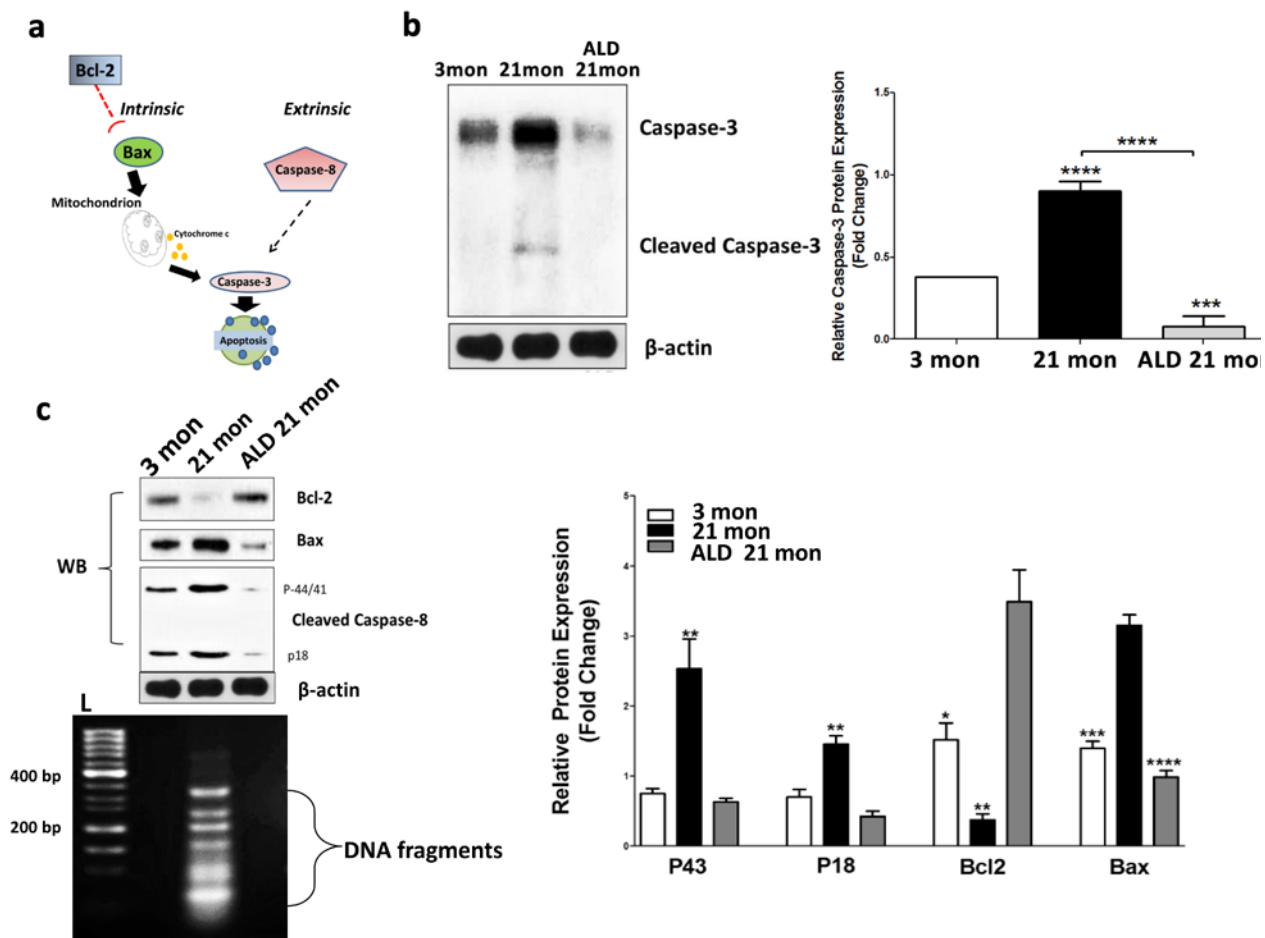 a
Bcl-2
Intrinsic
Extrinsic
Bax
Caspase-8
Mitochondrion
Cytochrome c
Caspase-3
Apoptosis
b
ALD
3mon 21mon 21mon
Caspase-3
Cleaved Caspase-3
β-actin
Relative Caspase-3 Protein Expression
(Fold Change)
1.5
1.0
0.5
0.0
****
****
***
3 mon 21 mon ALD 21 mon
c
3 mon 21 mon ALD 21 mon
WB
Bcl-2
Bax
P-44/41
Cleaved Caspase-8
p18
β-actin
L
400 bp
200 bp
DNA fragments
Relative Protein Expression
(Fold Change)
5
4
3
2
1
0
3 mon
21 mon
ALD 21 mon
**
**
*
**
***
****
P43 P18 Bcl2 Bax